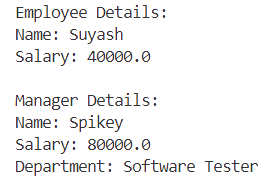 Employee Details:
Name: Suyash
Salary: 40000.0
Manager Details:
Name: Spikey
Salary: 80000.0
Department: Software Tester